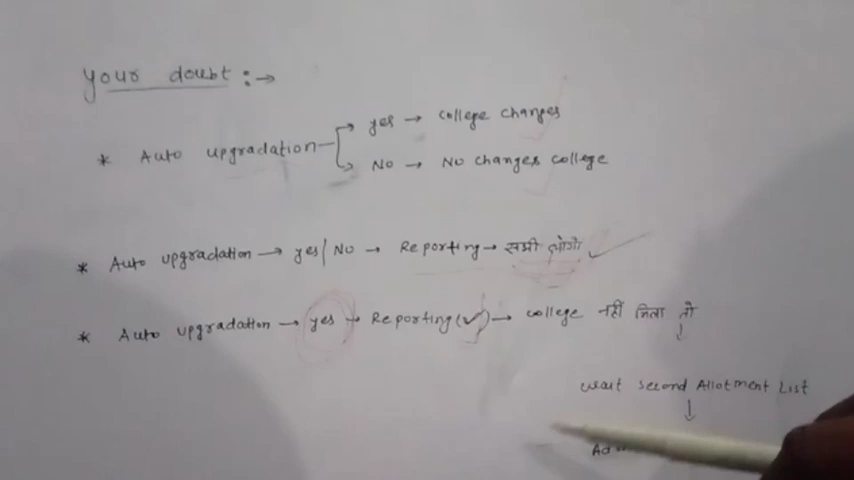 your doubt :→
* Auto upgradation
yes → college changes
No → No changes college
* Auto upgradation → yes/No → Reporting → सभी लोगो ✓
* Auto upgradation → yes → Reporting(✓) → college नहीं मिला तो
↓
wait second Allotment List
↓